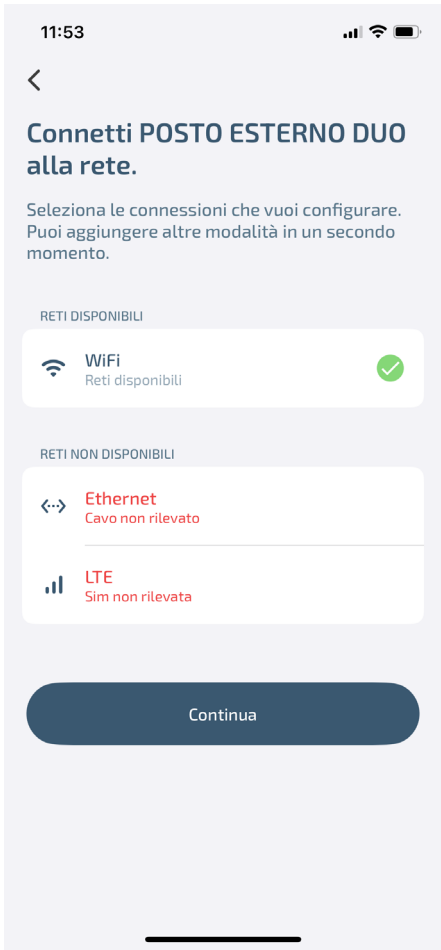 11:53
Connetti POSTO ESTERNO DUO
alla rete.
Seleziona le connessioni che vuoi configurare.
Puoi aggiungere altre modalità in un secondo
momento.
RETI DISPONIBILI
WiFi
Reti disponibili
RETI NON DISPONIBILI
Ethernet
Cavo non rilevato
LTE
Sim non rilevata
Continua